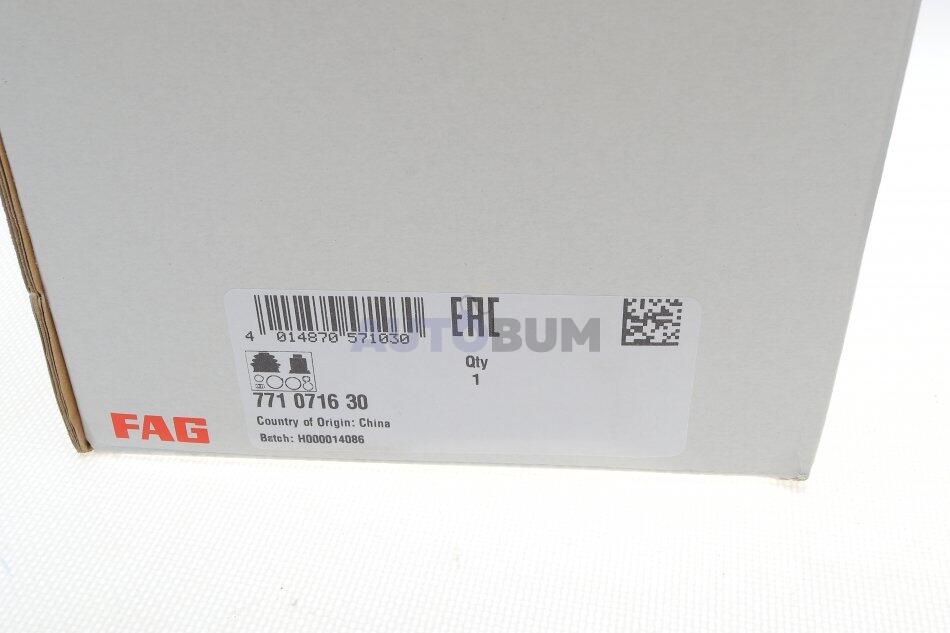 EAC
4 014870 571030
AUTOBUM
Qty
1
771 0716 30
FAG
Country of Origin: China
Batch: H000014086